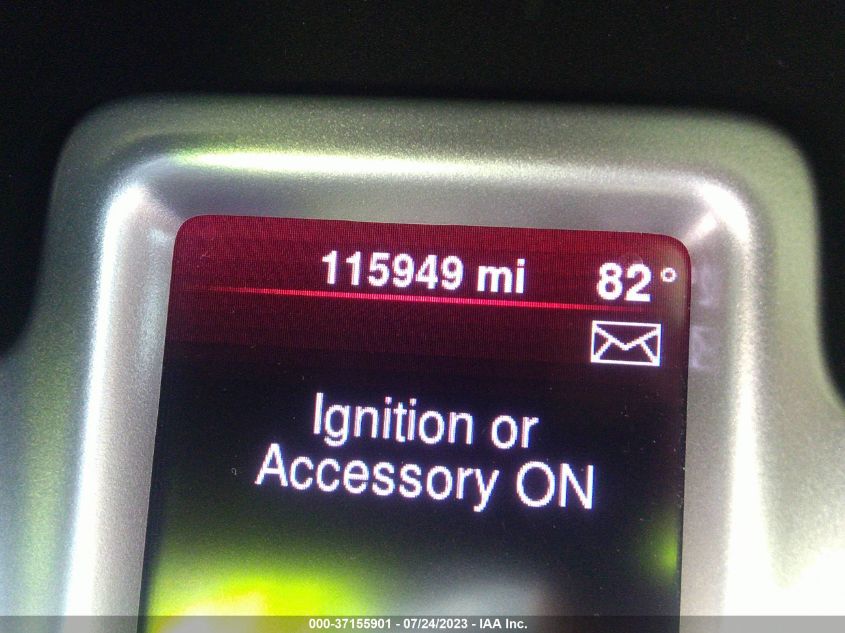 115949 mi 82°
Ignition or
Accessory ON
000-37155901 - 07/24/2023 - IAA Inc.